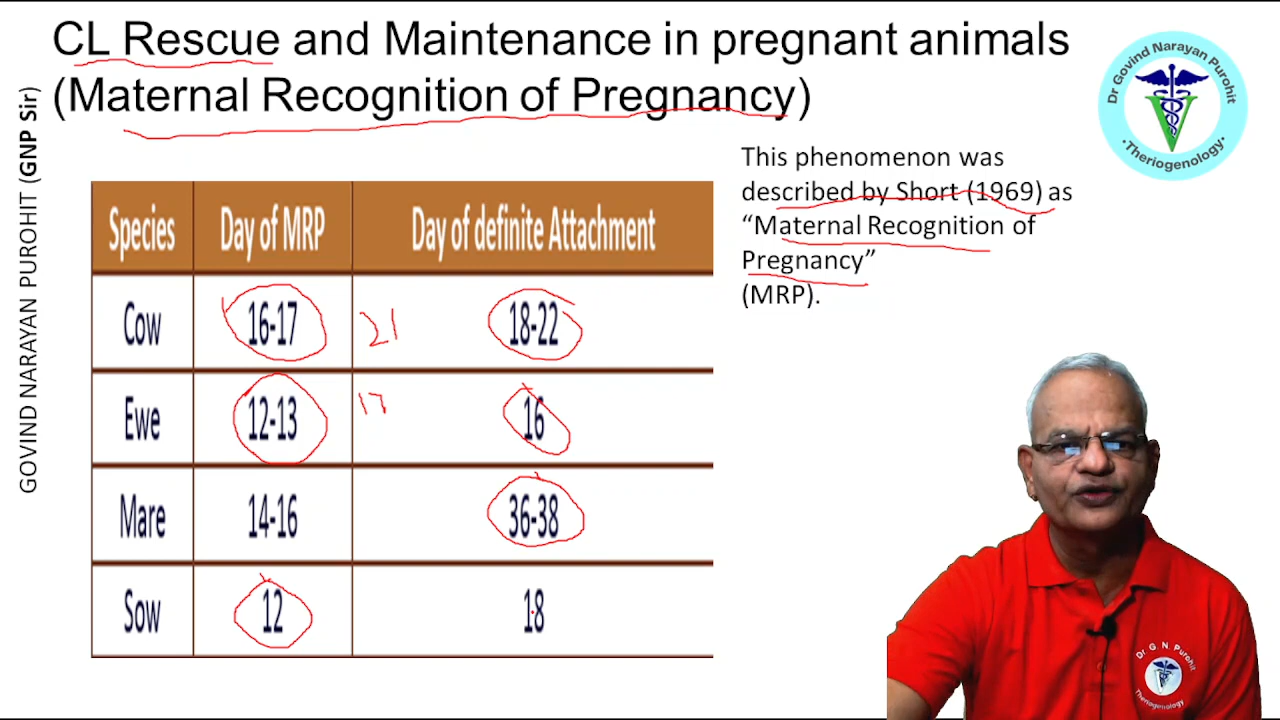 CL Rescue and Maintenance in pregnant animals
(Maternal Recognition of Pregnancy)
GOVIND NARAYAN PUROHIT (GNP Sir)
Dr Govind Narayan Purohit
•Theriogenology•
This phenomenon was
described by Short (1969) as
“Maternal Recognition of
Pregnancy”
(MRP).
Species Day of MRP Day of definite Attachment
Cow 16-17 21 18-22
Ewe 12-13 17 16
Mare 14-16 36-38
Sow 12 18
Dr. G. N. Purohit
Theriogenology